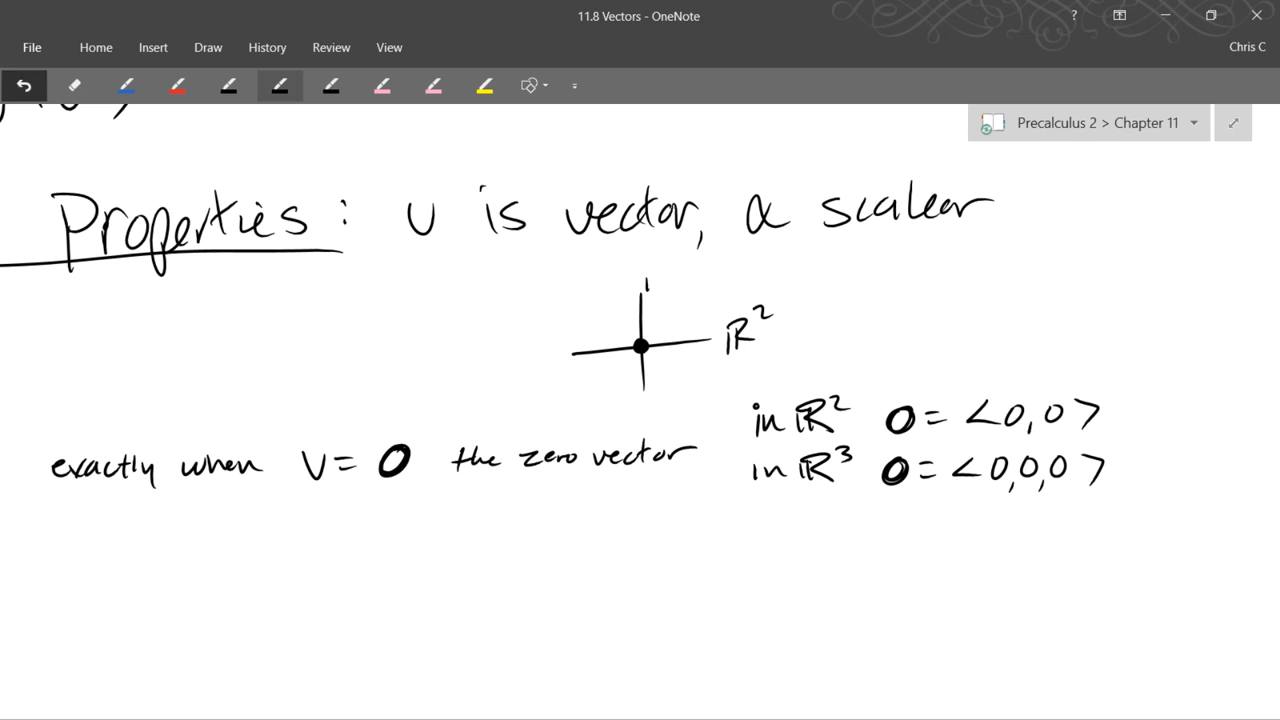 11.8 Vectors - OneNote
File Home Insert Draw History Review View
Chris C
Precalculus 2 > Chapter 11
Properties: U is vector, α scalear
ℝ²
in ℝ² 0 = <0,0>
exactly when V = 0 the zero vector
in ℝ³ 0 = <0,0,0>